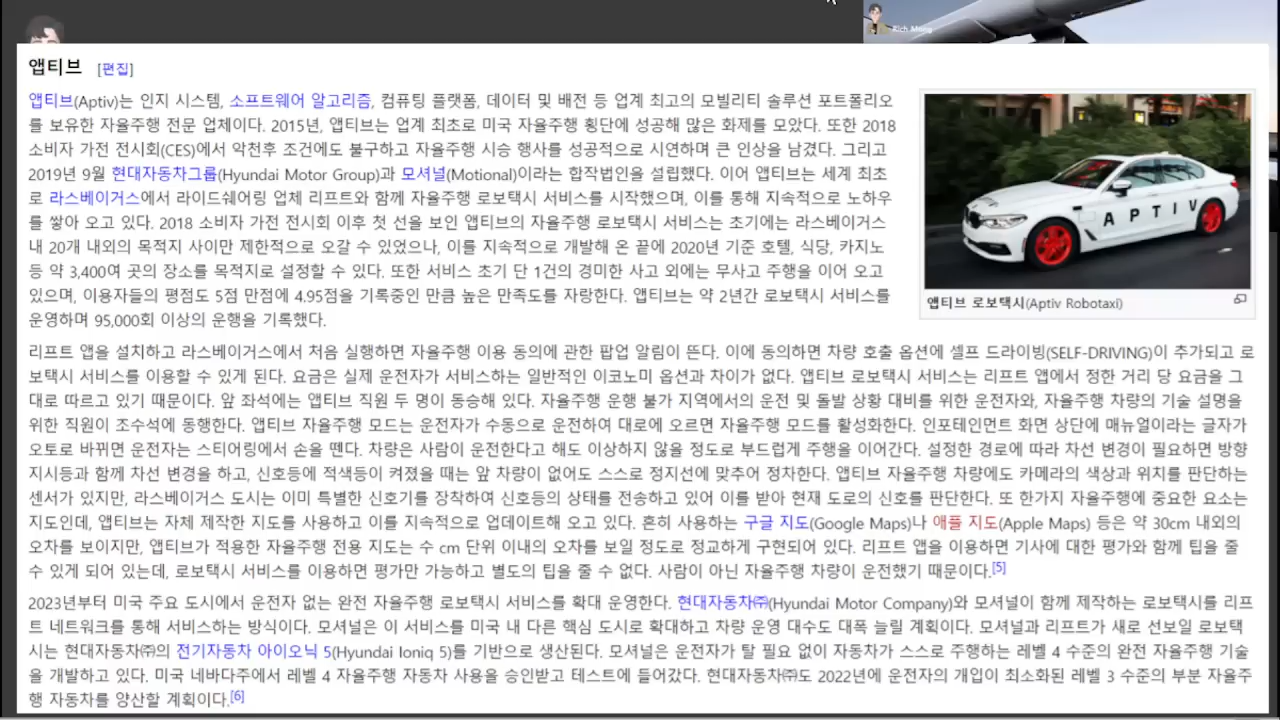 Rich Mong
앱티브 [편집]
앱티브(Aptiv)는 인지 시스템, 소프트웨어 알고리즘, 컴퓨팅 플랫폼, 데이터 및 배전 등 업계 최고의 모빌리티 솔루션 포트폴리오
를 보유한 자율주행 전문 업체이다. 2015년, 앱티브는 업계 최초로 미국 자율주행 횡단에 성공해 많은 화제를 모았다. 또한 2018
소비자 가전 전시회(CES)에서 악천후 조건에도 불구하고 자율주행 시승 행사를 성공적으로 시연하며 큰 인상을 남겼다. 그리고
2019년 9월 현대자동차그룹(Hyundai Motor Group)과 모셔널(Motional)이라는 합작법인을 설립했다. 이어 앱티브는 세계 최초
로 라스베이거스에서 라이드쉐어링 업체 리프트와 함께 자율주행 로보택시 서비스를 시작했으며, 이를 통해 지속적으로 노하우
를 쌓아 오고 있다. 2018 소비자 가전 전시회 이후 첫 선을 보인 앱티브의 자율주행 로보택시 서비스는 초기에는 라스베이거스
내 20개 내외의 목적지 사이만 제한적으로 오갈 수 있었으나, 이를 지속적으로 개발해 온 끝에 2020년 기준 호텔, 식당, 카지노
등 약 3,400여 곳의 장소를 목적지로 설정할 수 있다. 또한 서비스 초기 단 1건의 경미한 사고 외에는 무사고 주행을 이어 오고
있으며, 이용자들의 평점도 5점 만점에 4.95점을 기록중인 만큼 높은 만족도를 자랑한다. 앱티브는 약 2년간 로보택시 서비스를
운영하며 95,000회 이상의 운행을 기록했다.
APTIV
앱티브 로보택시(Aptiv Robotaxi)
리프트 앱을 설치하고 라스베이거스에서 처음 실행하면 자율주행 이용 동의에 관한 팝업 알림이 뜬다. 이에 동의하면 차량 호출 옵션에 셀프 드라이빙(SELF-DRIVING)이 추가되고 로
보택시 서비스를 이용할 수 있게 된다. 요금은 실제 운전자가 서비스하는 일반적인 이코노미 옵션과 차이가 없다. 앱티브 로보택시 서비스는 리프트 앱에서 정한 거리 당 요금을 그
대로 따르고 있기 때문이다. 앞 좌석에는 앱티브 직원 두 명이 동승해 있다. 자율주행 운행 불가 지역에서의 운전 및 돌발 상황 대비를 위한 운전자와, 자율주행 차량의 기술 설명을
위한 직원이 조수석에 동행한다. 앱티브 자율주행 모드는 운전자가 수동으로 운전하여 대로에 오르면 자율주행 모드를 활성화한다. 인포테인먼트 화면 상단에 매뉴얼이라는 글자가
오토로 바뀌면 운전자는 스티어링에서 손을 뗀다. 차량은 사람이 운전한다고 해도 이상하지 않을 정도로 부드럽게 주행을 이어간다. 설정한 경로에 따라 차선 변경이 필요하면 방향
지시등과 함께 차선 변경을 하고, 신호등에 적색등이 켜졌을 때는 앞 차량이 없어도 스스로 정지선에 맞추어 정차한다. 앱티브 자율주행 차량에도 카메라의 색상과 위치를 판단하는
센서가 있지만, 라스베이거스 도시는 이미 특별한 신호기를 장착하여 신호등의 상태를 전송하고 있어 이를 받아 현재 도로의 신호를 판단한다. 또 한가지 자율주행에 중요한 요소는
지도인데, 앱티브는 자체 제작한 지도를 사용하고 이를 지속적으로 업데이트해 오고 있다. 흔히 사용하는 구글 지도(Google Maps)나 애플 지도(Apple Maps) 등은 약 30cm 내외의
오차를 보이지만, 앱티브가 적용한 자율주행 전용 지도는 수 cm 단위 이내의 오차를 보일 정도로 정교하게 구현되어 있다. 리프트 앱을 이용하면 기사에 대한 평가와 함께 팁을 줄
수 있게 되어 있는데, 로보택시 서비스를 이용하면 평가만 가능하고 별도의 팁을 줄 수 없다. 사람이 아닌 자율주행 차량이 운전했기 때문이다.[5]
2023년부터 미국 주요 도시에서 운전자 없는 완전 자율주행 로보택시 서비스를 확대 운영한다. 현대자동차㈜(Hyundai Motor Company)와 모셔널이 함께 제작하는 로보택시를 리프
트 네트워크를 통해 서비스하는 방식이다. 모셔널은 이 서비스를 미국 내 다른 핵심 도시로 확대하고 차량 운영 대수도 대폭 늘릴 계획이다. 모셔널과 리프트가 새로 선보일 로보택
시는 현대자동차㈜의 전기자동차 아이오닉 5(Hyundai Ioniq 5)를 기반으로 생산된다. 모셔널은 운전자가 탈 필요 없이 자동차가 스스로 주행하는 레벨 4 수준의 완전 자율주행 기술
을 개발하고 있다. 미국 네바다주에서 레벨 4 자율주행 자동차 사용을 승인받고 테스트에 들어갔다. 현대자동차㈜도 2022년에 운전자의 개입이 최소화된 레벨 3 수준의 부분 자율주
행 자동차를 양산할 계획이다.[6]